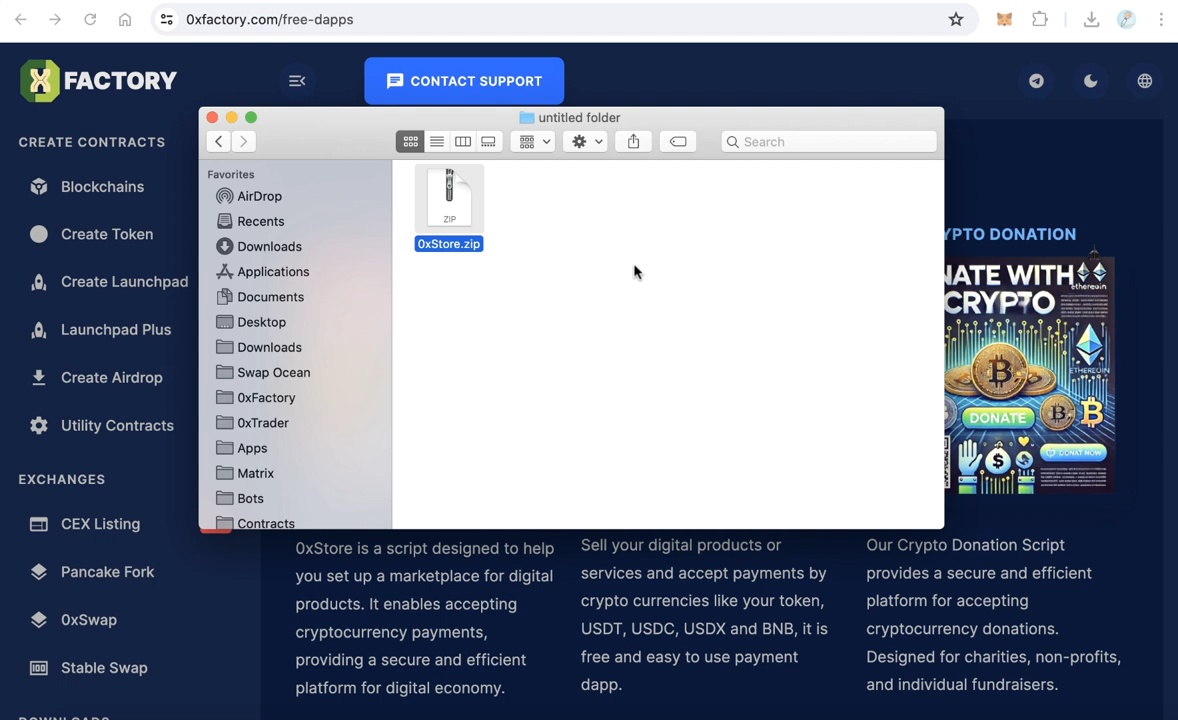 0xfactory.com/free-dapps
FACTORY
CONTACT SUPPORT
CREATE CONTRACTS
Blockchains
Create Token
Create Launchpad
Launchpad Plus
Create Airdrop
Utility Contracts
EXCHANGES
CEX Listing
Pancake Fork
0xSwap
Stable Swap
untitled folder
Search
Favorites
AirDrop
Recents
Downloads
Applications
Documents
Desktop
Downloads
Swap Ocean
0xFactory
0xTrader
Apps
Matrix
Bots
Contracts
ZIP
0xStore.zip
YPTO DONATION
NATE WITH
CRYPTO
ETHEREOIN
DONATE
DONAT NOW
0xStore is a script designed to help
you set up a marketplace for digital
products. It enables accepting
cryptocurrency payments,
providing a secure and efficient
platform for digital economy.
Sell your digital products or
services and accept payments by
crypto currencies like your token,
USDT, USDC, USDX and BNB, it is
free and easy to use payment
dapp.
Our Crypto Donation Script
provides a secure and efficient
platform for accepting
cryptocurrency donations.
Designed for charities, non-profits,
and individual fundraisers.